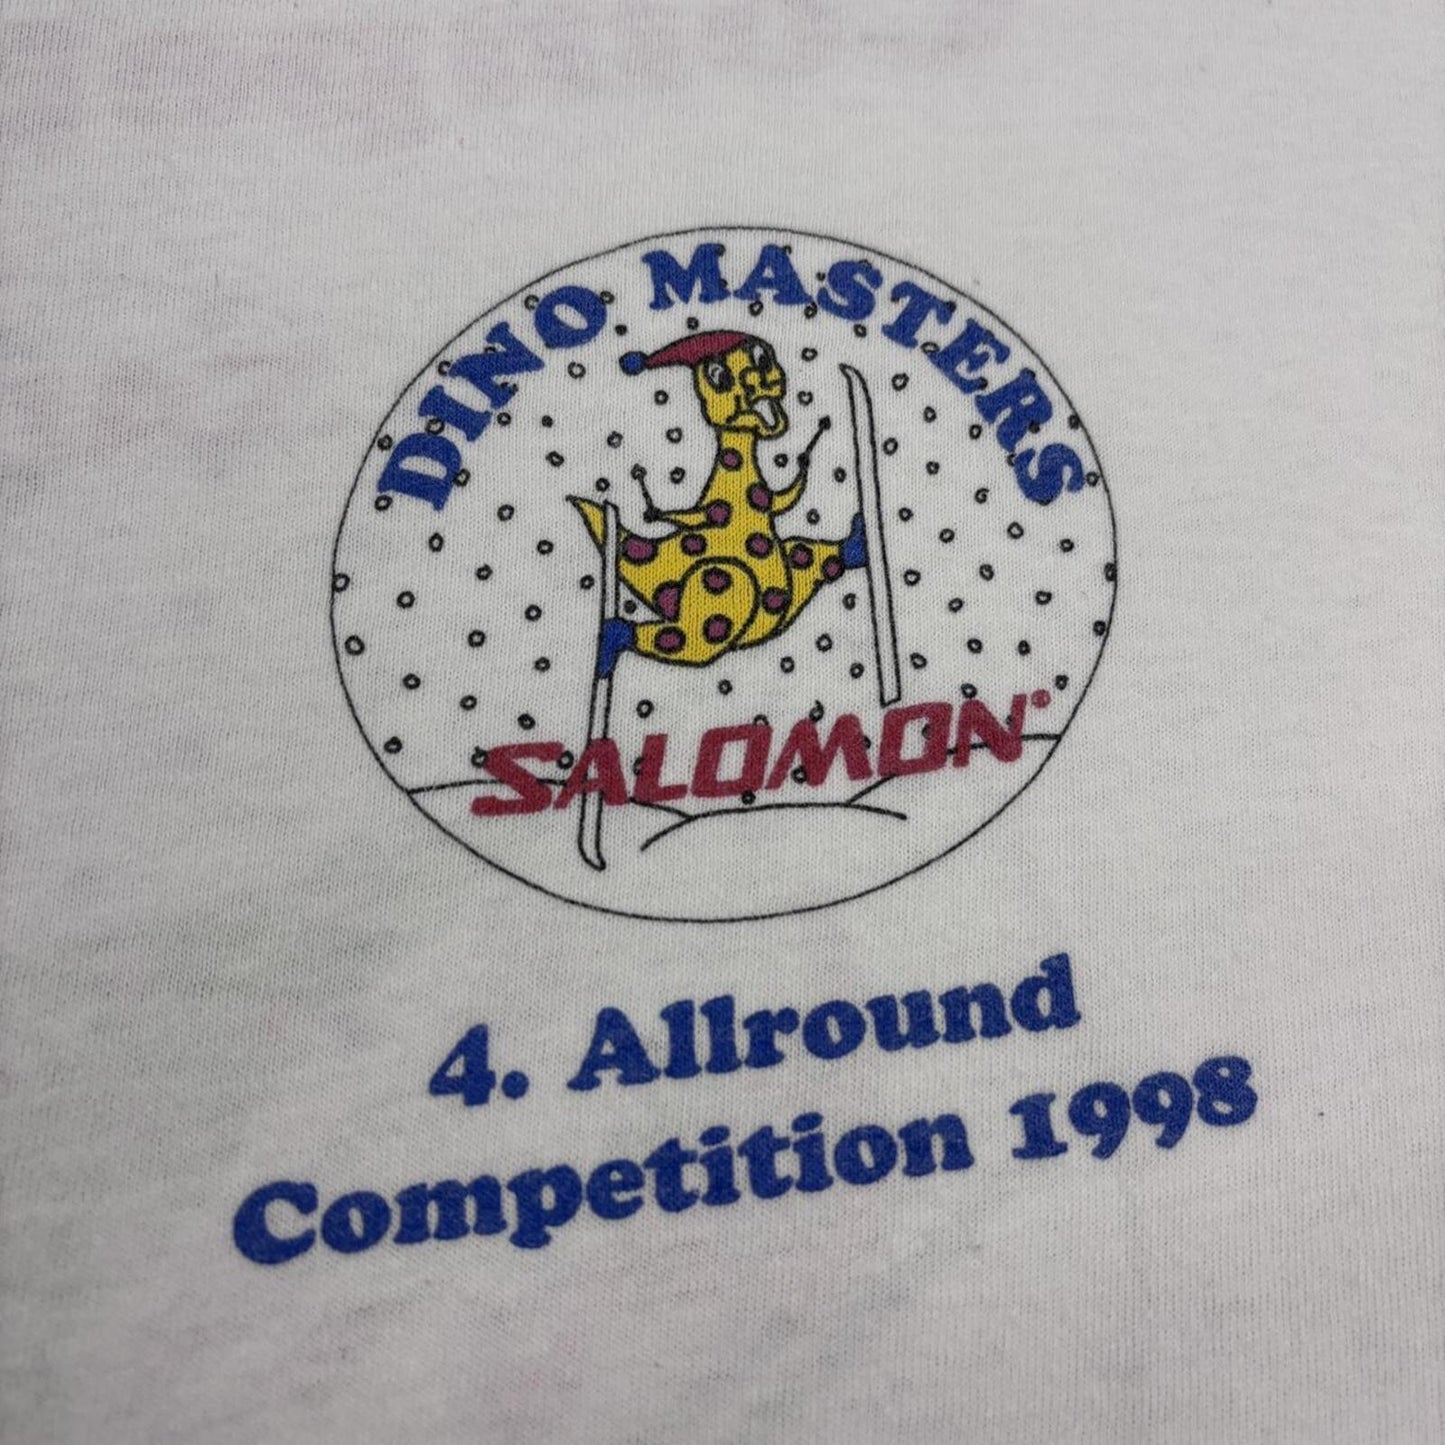 DINO MASTERS
SALOMON®
4. Allround
Competition 1998